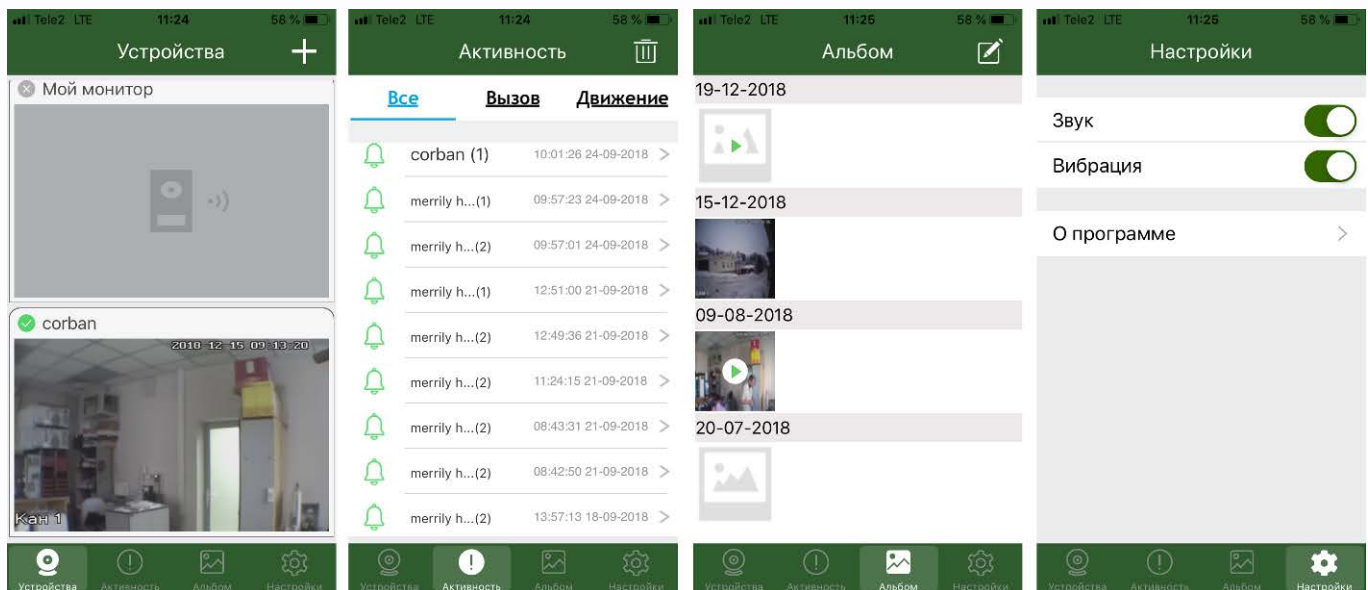 Tele2 LTE 11:24 58 %
Устройства
Мой монитор
corban
2018-12-15 09:13:20
Кан 1
Устройства Активность Альбом Настройки
Tele2 LTE 11:24 58 %
Активность
Все Вызов Движение
corban (1) 10:01:26 24-09-2018
merrily h...(1) 09:57:23 24-09-2018
merrily h...(2) 09:57:01 24-09-2018
merrily h...(1) 12:51:00 21-09-2018
merrily h...(2) 12:49:36 21-09-2018
merrily h...(2) 11:24:15 21-09-2018
merrily h...(2) 08:43:31 21-09-2018
merrily h...(2) 08:42:50 21-09-2018
merrily h...(2) 13:57:13 18-09-2018
Устройства Активность Альбом Настройки
Tele2 LTE 11:25 58 %
Альбом
19-12-2018
15-12-2018
09-08-2018
20-07-2018
Устройства Активность Альбом Настройки
Tele2 LTE 11:25 58 %
Настройки
Звук
Вибрация
О программе
Устройства Активность Альбом Настройки